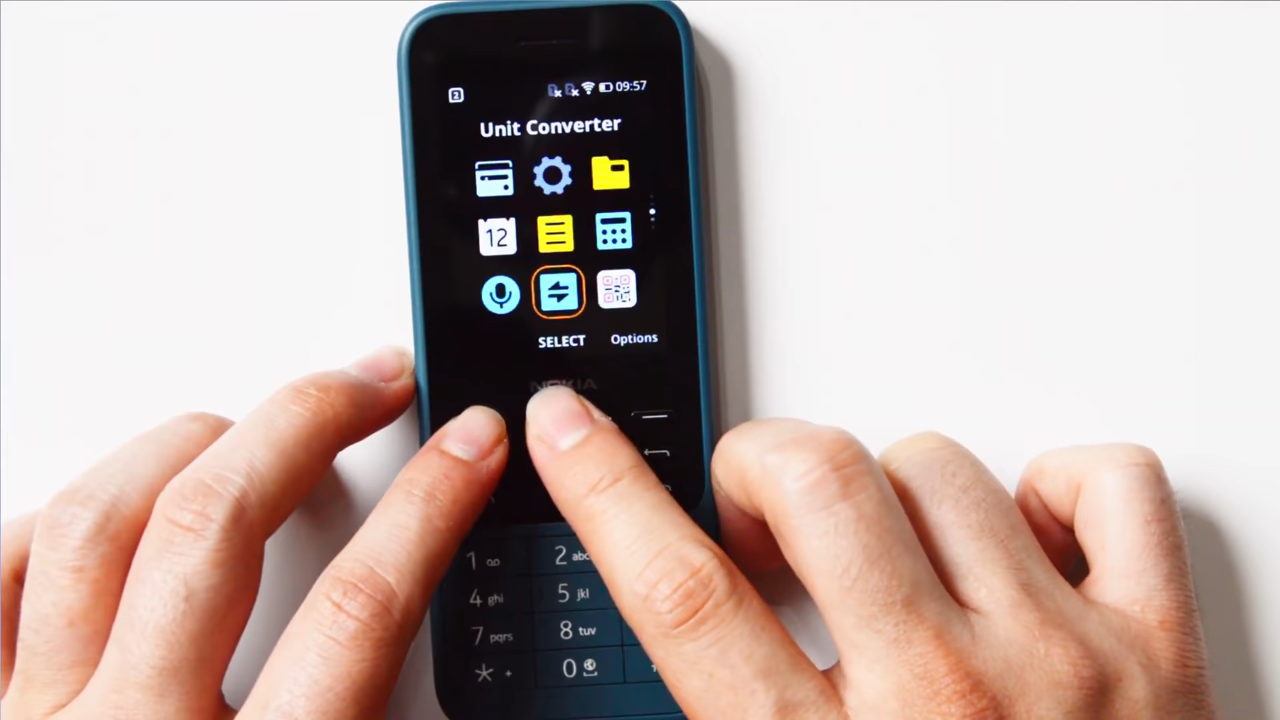 2 09:57
Unit Converter
12
SELECT Options
NOKIA
1 2 abc
4 ghi 5 jkl
7 pqrs 8 tuv
* + 0